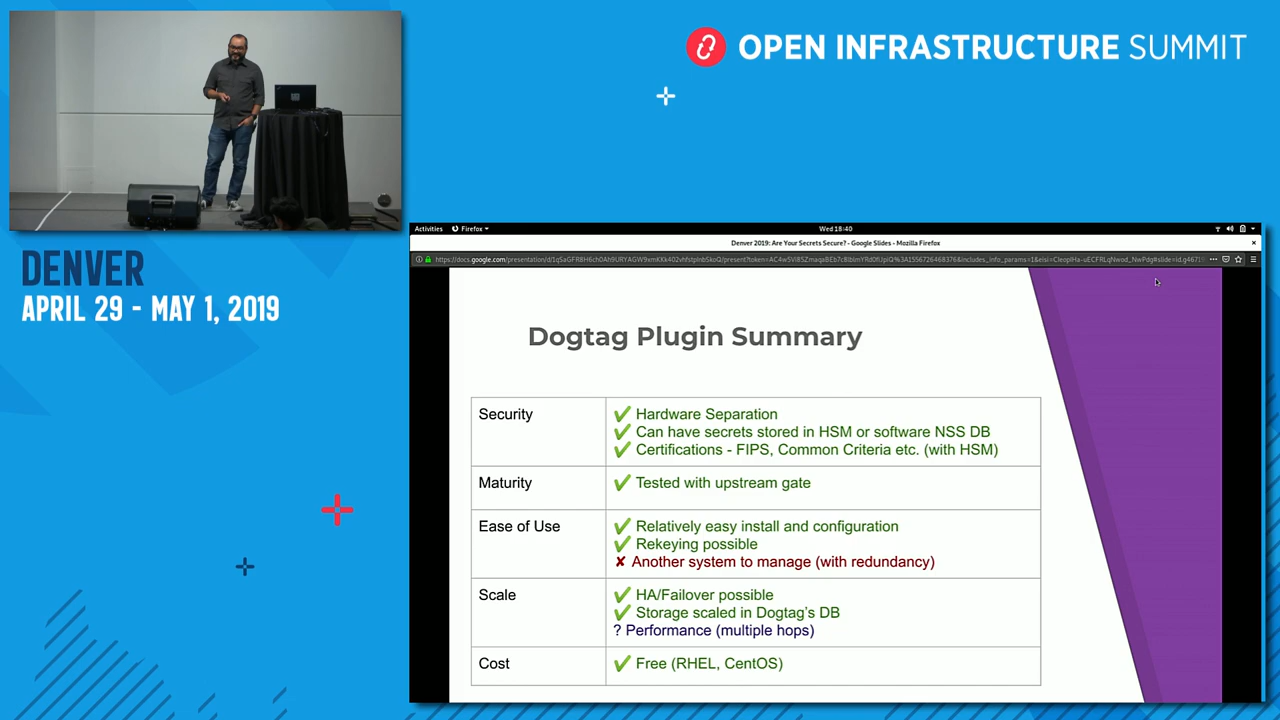 OPEN INFRASTRUCTURE SUMMIT
DENVER
APRIL 29 - MAY 1, 2019
Activities
Firefox
Wed 18:40
Denver 2019: Are Your Secrets Secure? - Google Slides - Mozilla Firefox
Dogtag Plugin Summary
Security
✔ Hardware Separation
✔ Can have secrets stored in HSM or software NSS DB
✔ Certifications - FIPS, Common Criteria etc. (with HSM)
Maturity
✔ Tested with upstream gate
Ease of Use
✔ Relatively easy install and configuration
✔ Rekeying possible
✘ Another system to manage (with redundancy)
Scale
✔ HA/Failover possible
✔ Storage scaled in Dogtag's DB
? Performance (multiple hops)
Cost
✔ Free (RHEL, CentOS)